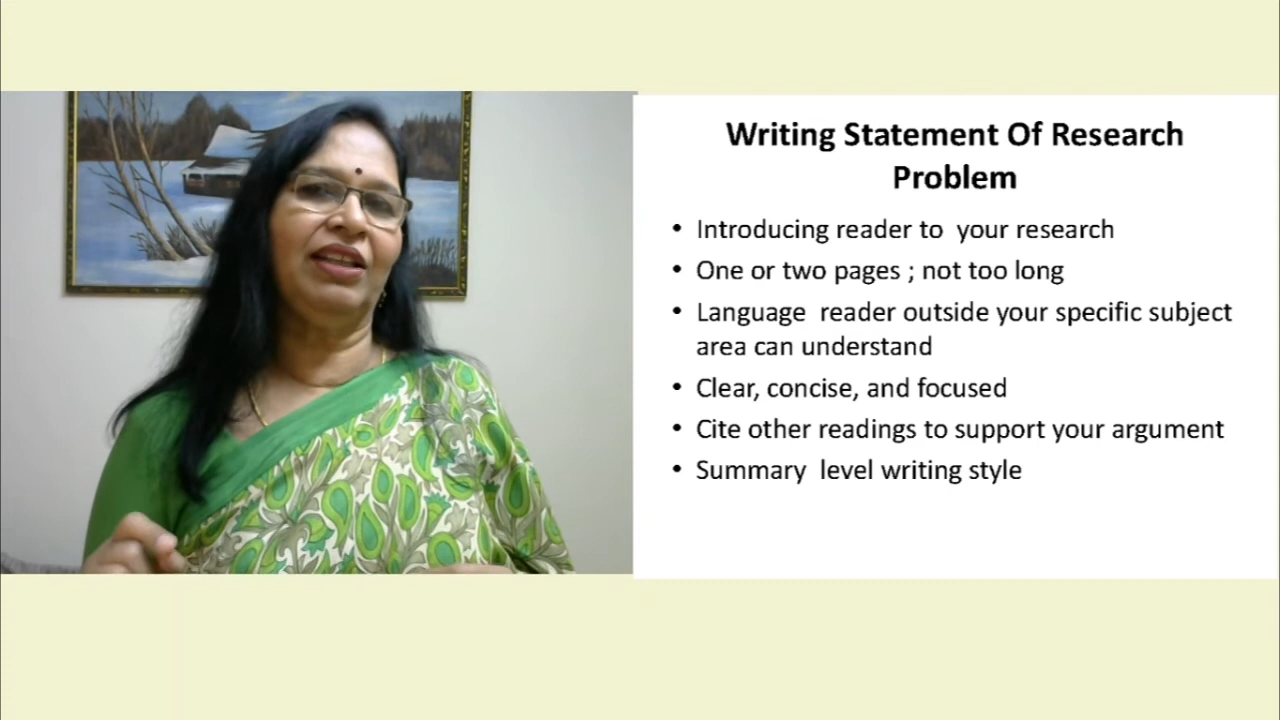 Writing Statement Of Research
Problem
• Introducing reader to  your research
• One or two pages ; not too long
• Language  reader outside your specific subject
area can understand
• Clear, concise, and focused
• Cite other readings to support your argument
• Summary  level writing style